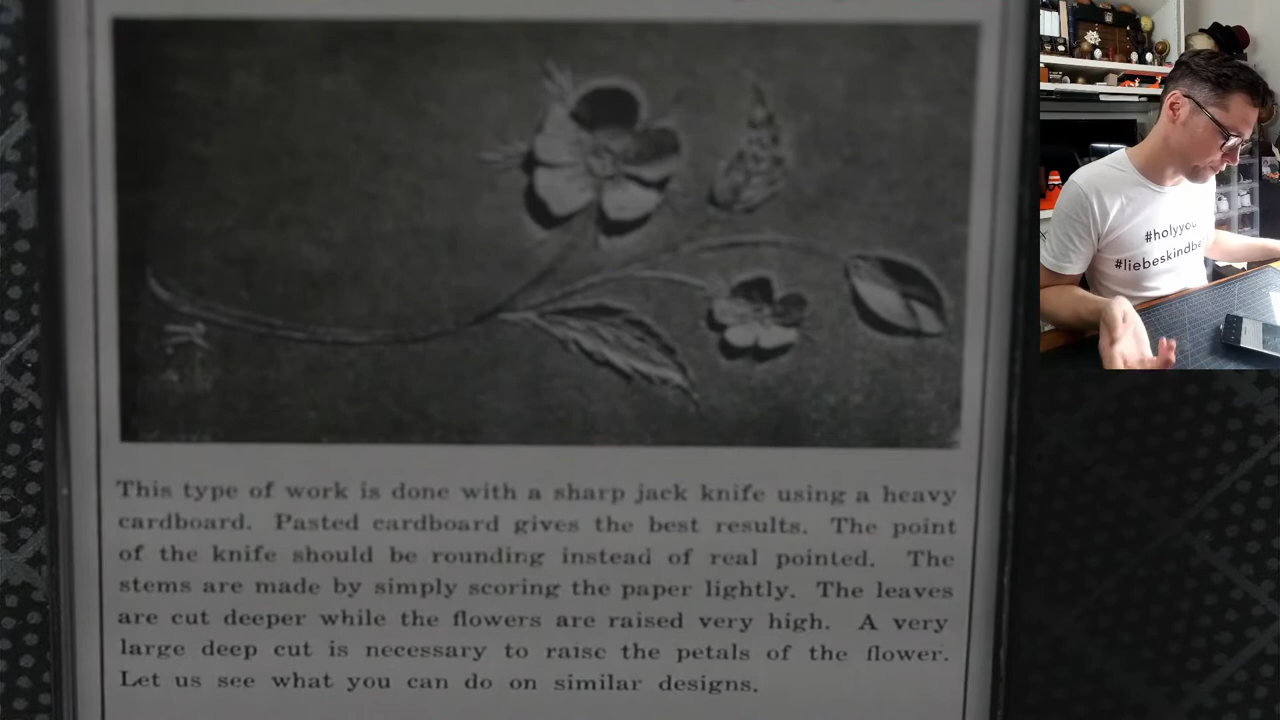 This type of work is done with a sharp jack knife using a heavy
cardboard. Pasted cardboard gives the best results. The point
of the knife should be rounding instead of real pointed. The
stems are made by simply scoring the paper lightly. The leaves
are cut deeper while the flowers are raised very high. A very
large deep cut is necessary to raise the petals of the flower.
Let us see what you can do on similar designs.
#holyyou
#liebeskindbe